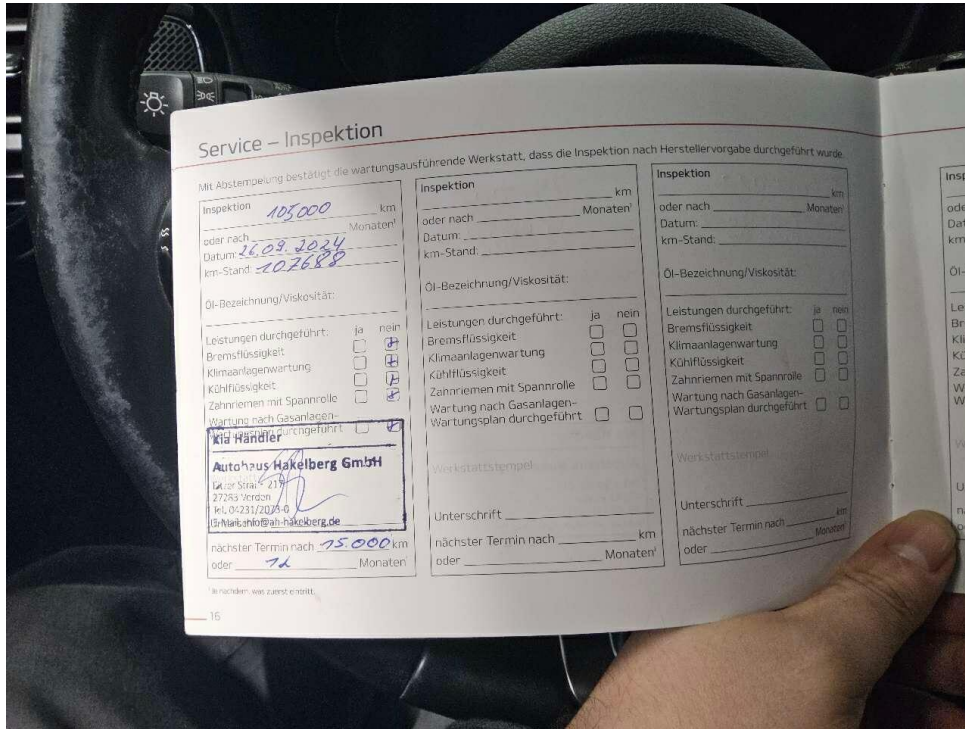 Service – Inspektion
Mit Abstempelung bestätigt die wartungsausführende Werkstatt, dass die Inspektion nach Herstellervorgabe durchgeführt wurde.
Inspektion 105000 km
oder nach Monaten¹
Datum: 26.09.2024
km-Stand: 107688
Öl-Bezeichnung/Viskosität:
Leistungen durchgeführt: ja nein
Bremsflüssigkeit
Klimaanlagenwartung
Kühlflüssigkeit
Zahnriemen mit Spannrolle
Wartung nach Gasanlagen-
Wartungsplan durchgeführt
Kia Händler
Autohaus Hakelberg GmbH
27283 Verden
nächster Termin nach 15.000 km
oder Monaten
¹ Je nachdem, was zuerst eintritt.
16
Inspektion
km
oder nach Monaten¹
Datum:
km-Stand:
Öl-Bezeichnung/Viskosität:
Leistungen durchgeführt: ja nein
Bremsflüssigkeit
Klimaanlagenwartung
Kühlflüssigkeit
Zahnriemen mit Spannrolle
Wartung nach Gasanlagen-
Wartungsplan durchgeführt
Werkstattstempel
Unterschrift
nächster Termin nach km
oder Monaten¹
Inspektion
km
oder nach Monaten¹
Datum:
km-Stand:
Öl-Bezeichnung/Viskosität:
Leistungen durchgeführt: ja nein
Bremsflüssigkeit
Klimaanlagenwartung
Kühlflüssigkeit
Zahnriemen mit Spannrolle
Wartung nach Gasanlagen-
Wartungsplan durchgeführt
Werkstattstempel
Unterschrift
nächster Termin nach km
oder Monaten¹